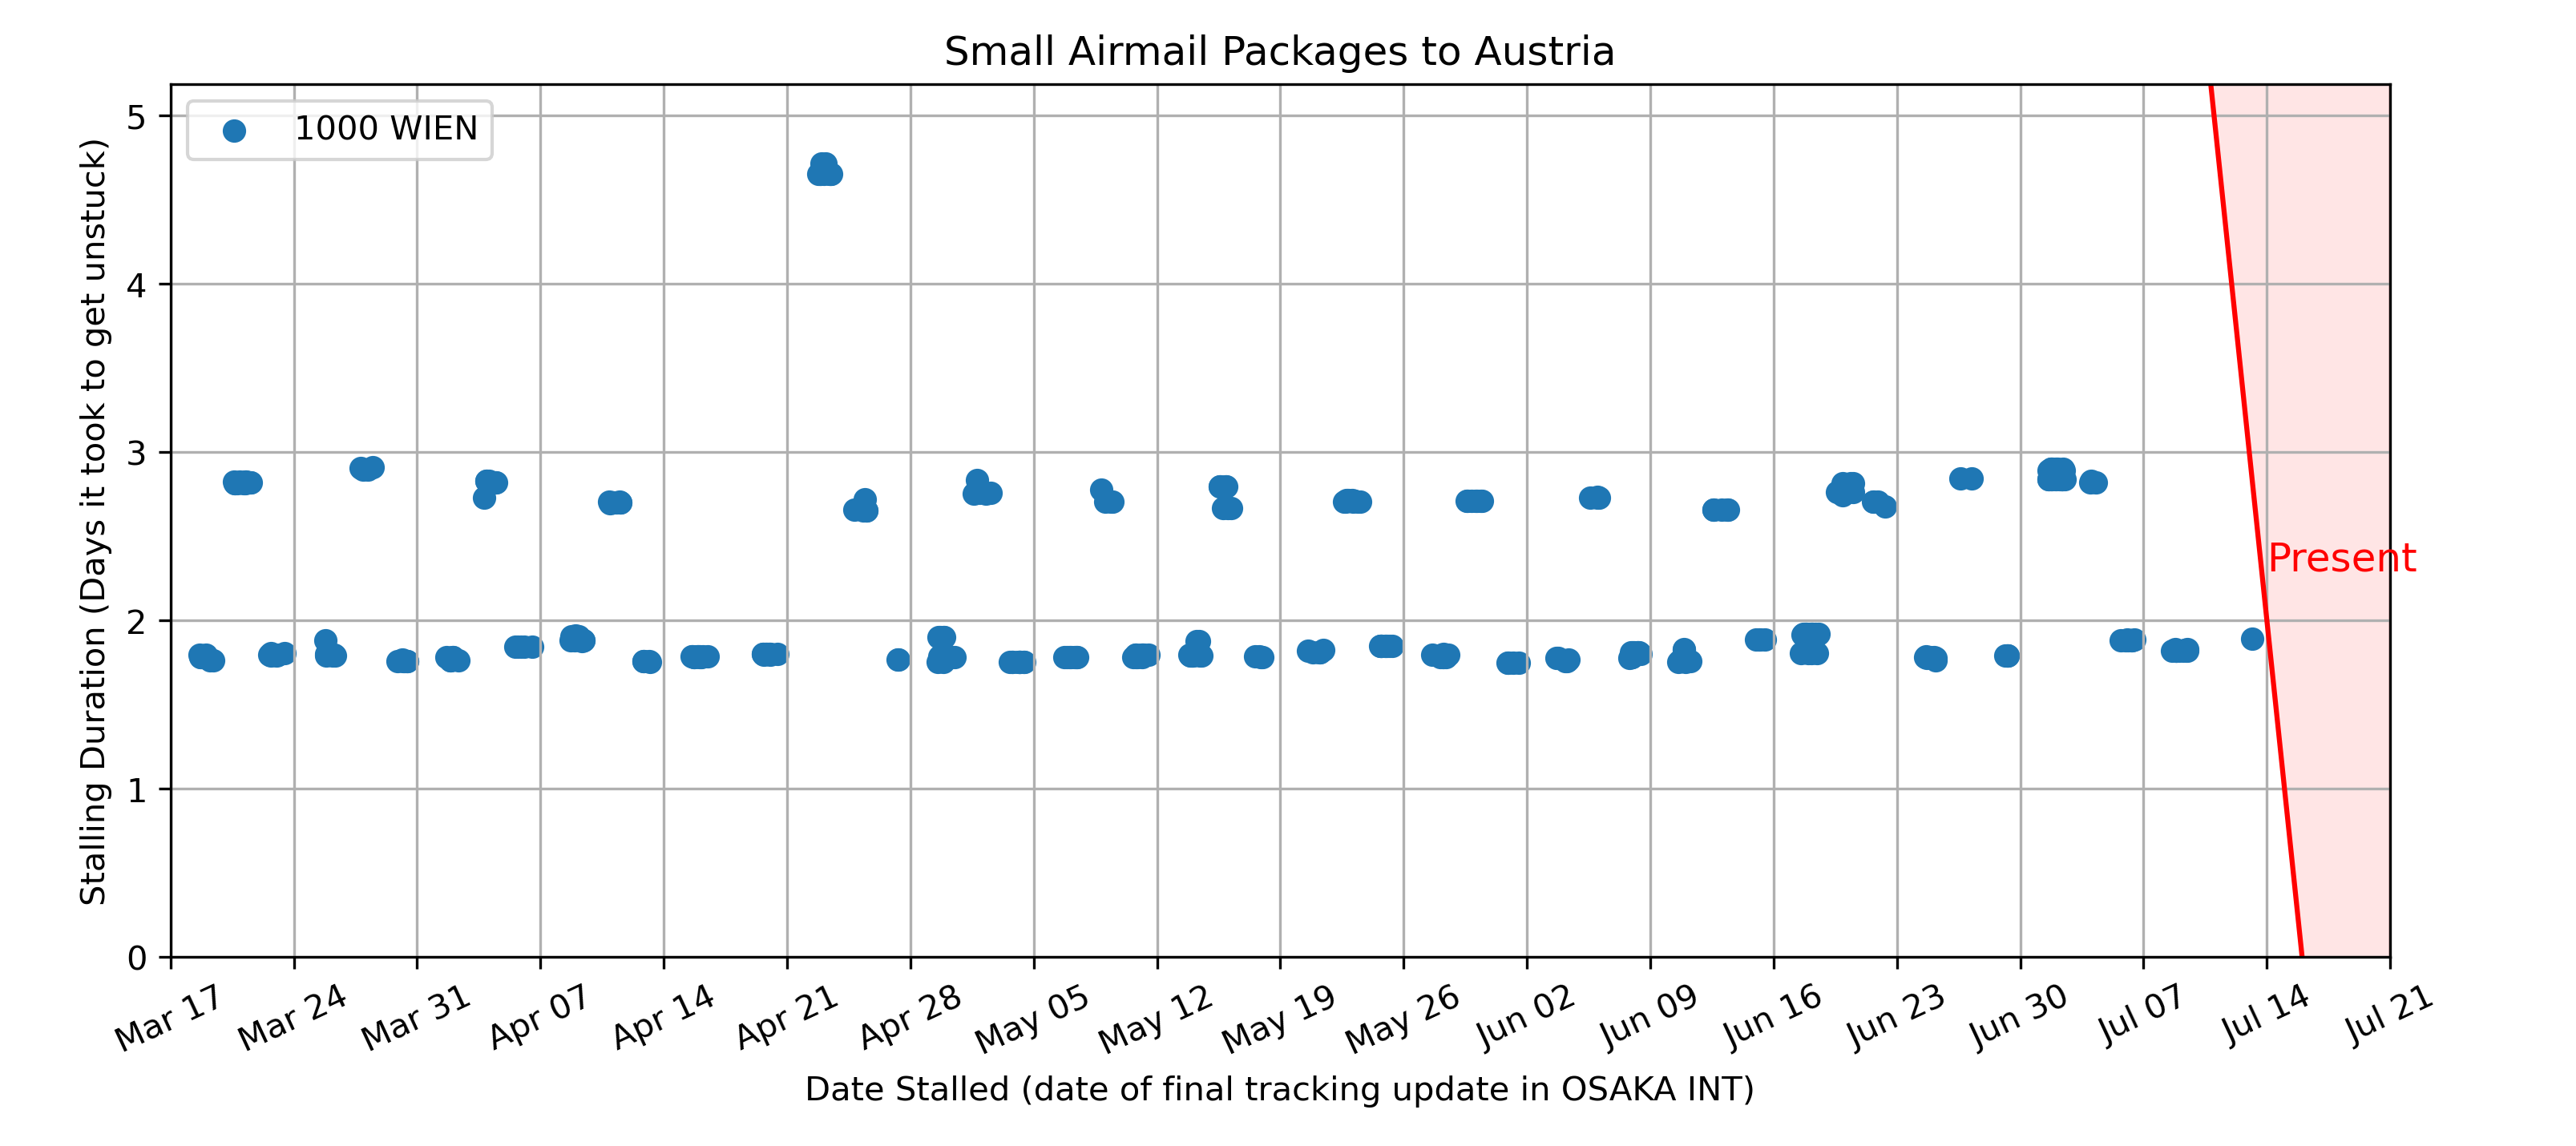 Small Airmail Packages to Austria
1000 WIEN
Stalling Duration (Days it took to get unstuck)
5
4
3
2
1
0
Present
Mar 17
Mar 24
Mar 31
Apr 07
Apr 14
Apr 21
Apr 28
May 05
May 12
May 19
May 26
Jun 02
Jun 09
Jun 16
Jun 23
Jun 30
Jul 07
Jul 14
Jul 21
Date Stalled (date of final tracking update in OSAKA INT)